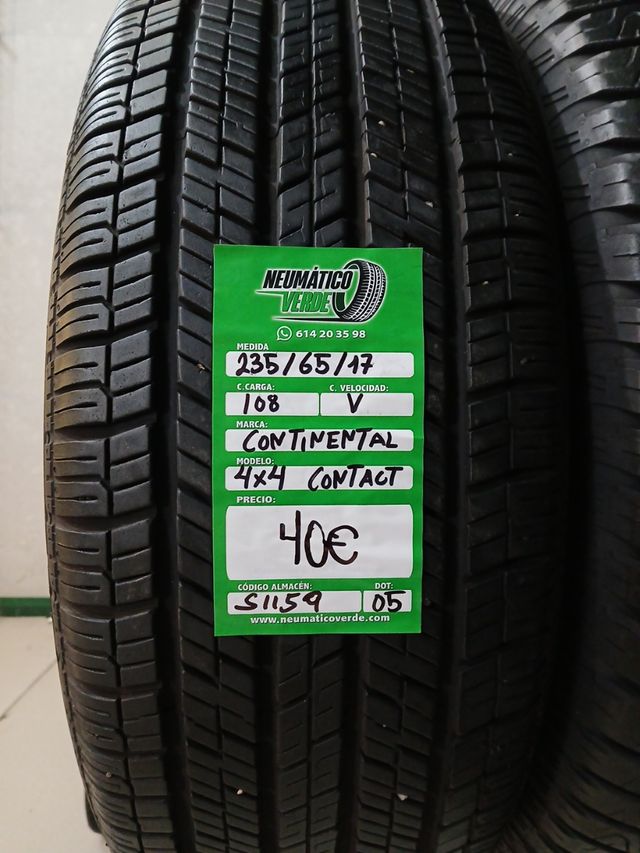 NEUMÁTICO
VERDE
614 20 35 98
MEDIDA
235/65/17
C.CARGA: C. VELOCIDAD:
108 V
MARCA:
CONTINENTAL
MODELO:
4x4 CONTACT
PRECIO:
40€
CÓDIGO ALMACÉN: DOT:
S1159 05
www.neumaticoverde.com